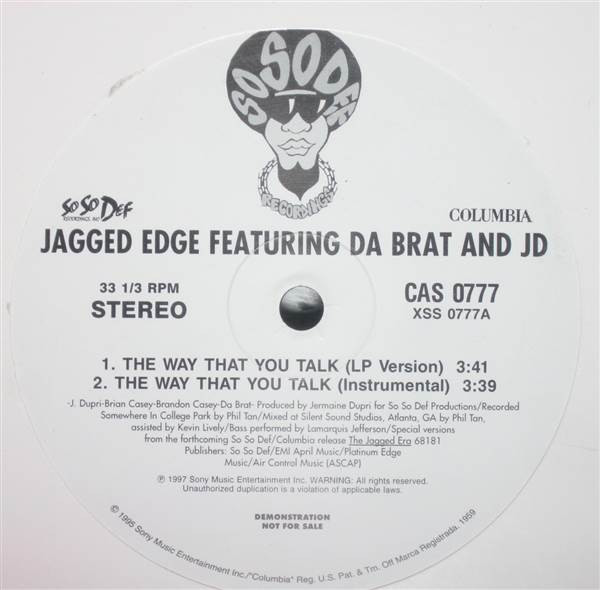 SO SO DEF
RECORDINGS
So So Def
RECORDINGS, INC.
COLUMBIA
JAGGED EDGE FEATURING DA BRAT AND JD
33 1/3 RPM
STEREO
CAS 0777
XSS 0777A
1. THE WAY THAT YOU TALK (LP Version) 3:41
2. THE WAY THAT YOU TALK (Instrumental) 3:39
-J. Dupri-Brian Casey-Brandon Casey-Da Brat- Produced by Jermaine Dupri for So So Def Productions/Recorded
Somewhere In College Park by Phil Tan/Mixed at Silent Sound Studios, Atlanta, GA by Phil Tan,
assisted by Kevin Lively/Bass performed by Lamarquis Jefferson/Special versions
from the forthcoming So So Def/Columbia release The Jagged Era 68181
Publishers: So So Def/EMI April Music/Platinum Edge
Music/Air Control Music (ASCAP)
℗ 1997 Sony Music Entertainment Inc. WARNING: All rights reserved.
Unauthorized duplication is a violation of applicable laws.
DEMONSTRATION
NOT FOR SALE
© 1995 Sony Music Entertainment Inc./"Columbia" Reg. U.S. Pat. & Tm. Off Marca Registrada. 1959